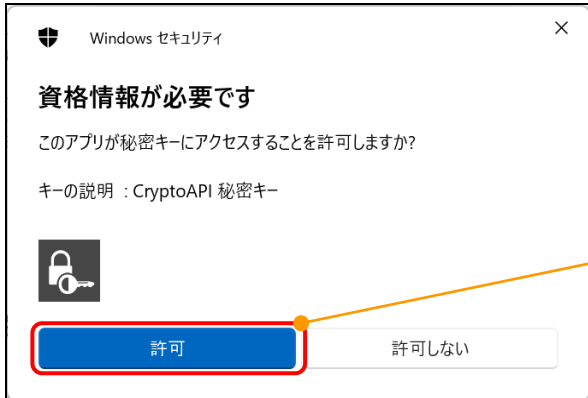 Windows セキュリティ
資格情報が必要です
このアプリが秘密キーにアクセスすることを許可しますか?
キーの説明 : CryptoAPI 秘密キー
許可
許可しない